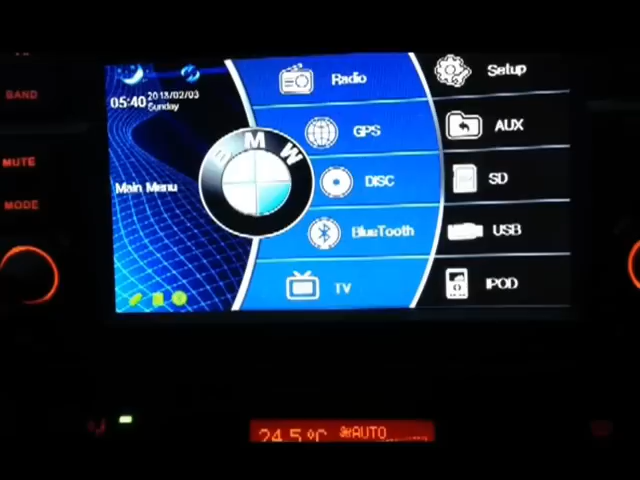 BAND
MUTE
MODE
05:40 2013/02/03
Sunday
Main Menu
BMW
Radio
GPS
DISC
BlueTooth
TV
Setup
AUX
SD
USB
IPOD
24.5°C AUTO